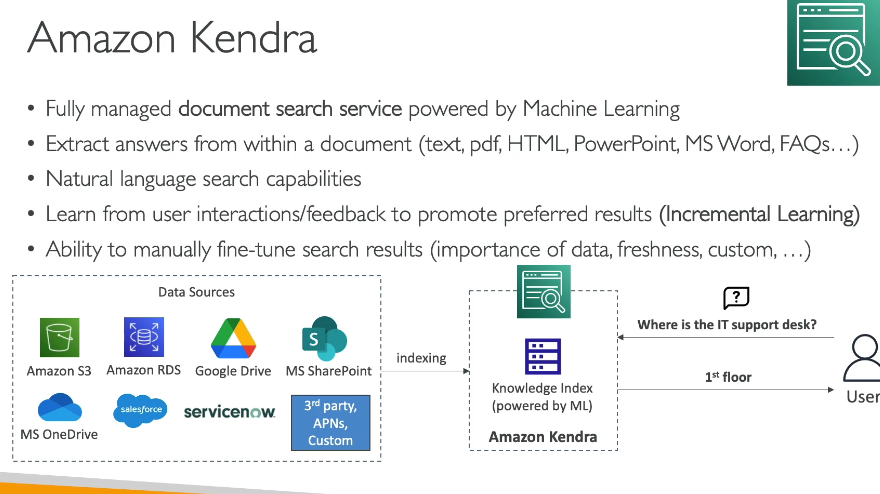 Amazon Kendra
• Fully managed document search service powered by Machine Learning
• Extract answers from within a document (text, pdf, HTML, PowerPoint, MS Word, FAQs…)
• Natural language search capabilities
• Learn from user interactions/feedback to promote preferred results (Incremental Learning)
• Ability to manually fine-tune search results (importance of data, freshness, custom, …)
Data Sources
Amazon S3
Amazon RDS
Google Drive
S
MS SharePoint
MS OneDrive
salesforce
servicenow
3rd party,
APNs,
Custom
indexing
Knowledge Index
(powered by ML)
Amazon Kendra
?
Where is the IT support desk?
1st floor
User